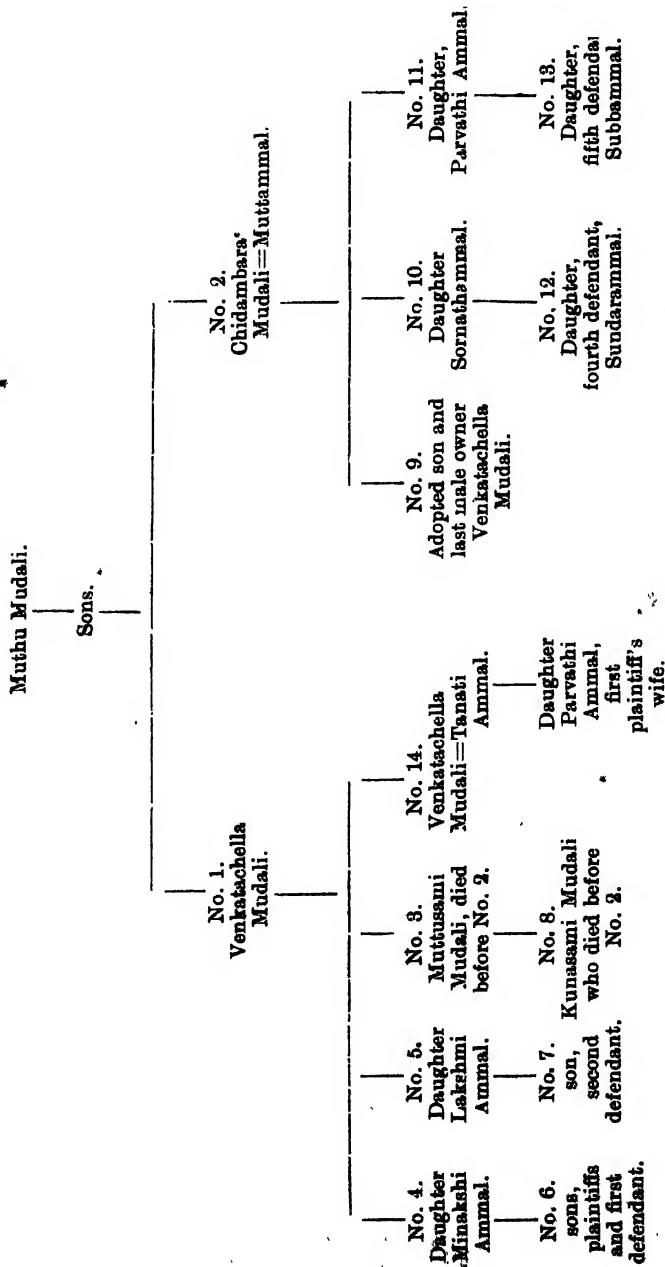 Muthu Mudali.
Sons.
No. 1.
Venkatachella
Mudali.
No. 2.
Chidambara
Mudali=Muttammal.
No. 4.
Daughter
Minakshi
Ammal.
No. 5.
Daughter
Lakshmi
Ammal.
No. 3.
Muttusami
Mudali, died
before No. 2.
No. 14.
Venkatachella
Mudali=Tanati
Ammal.
No. 9.
Adopted son and
last male owner
Venkatachella
Mudali.
No. 10.
Daughter
Sornathammal.
No. 11.
Daughter,
Parvathi Ammal.
No. 6.
sons,
plaintiffs
and first
defendant.
No. 7.
son,
second
defendant.
No. 8.
Kunasami Mudali
who died before
No. 2.
Daughter
Parvathi
Ammal,
first
plaintiff's
wife.
No. 12.
Daughter,
fourth defendant,
Sundarammal.
No. 13.
Daughter,
fifth defendai
Subbammal.